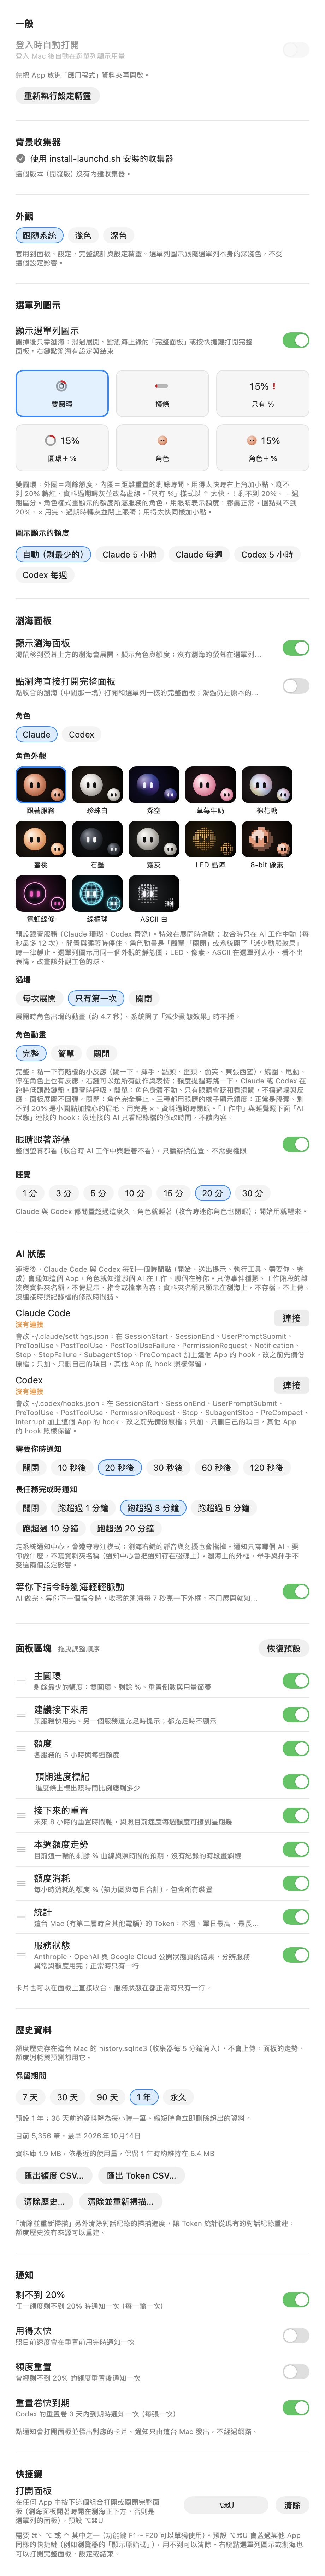 一般
登入時自動打開
登入 Mac 後自動在選單列顯示用量
先把 App 放進「應用程式」資料夾再開啟。
重新執行設定精靈
背景收集器
使用 install-launchd.sh 安裝的收集器
這個版本 (開發版) 沒有內建收集器。
外觀
跟隨系統 淺色 深色
套用到面板、設定、完整統計與設定精靈。選單列圖示跟隨選單列本身的深淺色，不受
這個設定影響。
選單列圖示
顯示選單列圖示
關掉後只靠瀏海：滑過展開、點瀏海上緣的「完整面板」或按快捷鍵打開完整
面板，右鍵點瀏海有設定與結束
雙圓環
橫條
15% !
只有 %
15%
圓環＋%
角色
15%
角色＋%
雙圓環：外圈＝剩餘額度，內圈＝距離重置的剩餘時間。用得太快時右上角加小點、剩不
到 20% 轉紅，資料過期轉灰並改為虛線。「只有 %」樣式以 ↑ 太快、! 剩不到 20%、– 過
期區分。角色樣式畫顯示的額度所屬服務的角色，用眼睛表示額度：膠囊正常、圓點剩不到
20%、× 用完、過期轉灰並閉上眼睛；用得太快同樣加小點。
圖示顯示的額度
自動 (剩最少的) Claude 5 小時 Claude 每週 Codex 5 小時
Codex 每週
瀏海面板
顯示瀏海面板
滑鼠移到螢幕上方的瀏海會展開，顯示角色與額度；沒有瀏海的螢幕在選單列…
點瀏海直接打開完整面板
點收合的瀏海 (中間那一塊) 打開和選單列一樣的完整面板；滑過仍是原本的…
角色
Claude Codex
角色外觀
跟著服務 珍珠白 深空 草莓牛奶 棉花糖
蜜桃 石墨 霧灰 LED 點陣 8-bit 像素
霓虹線條 線框球 ASCII 白
預設跟著服務 (Claude 珊瑚、Codex 青瓷)。特效在展開時會動；收合時只在 AI 工作中動 (每
秒最多 12 次)，閒置與睡著時停住。角色動畫是「簡單」「關閉」或系統開了「減少動態效果」
時一律靜止。選單列圖示用同一個外觀的靜態圖；LED、像素、ASCII 在選單列太小、看不出
表情，改畫該外觀主色的球。
過場
每次展開 只有第一次 關閉
展開時角色出場的動畫 (約 4.7 秒)。系統開了「減少動態效果」時不播。
角色動畫
完整 簡單 關閉
完整：點一下有隨機的小反應 (跳一下、揮手、點頭、歪頭、偷笑、東張西望)，繞圈、甩動、
停在角色上也有反應，右鍵可以選所有動作與表情；額度提醒時跳一下，Claude 或 Codex 在
跑時低頭敲鍵盤，睡著時呼吸。簡單：角色身體不動，只有眼睛會眨和看滑鼠，不播過場與反
應；面板展開不回彈。關閉：角色完全靜止。三種都用眼睛的樣子顯示額度：正常是膠囊、剩
不到 20% 是小圓點加擔心的眉毛、用完是 ×、資料過期時閉眼。「工作中」與睡著照下面「AI
狀態」連接的 hook；沒連接的 AI 只看紀錄檔的修改時間，不讀內容。
眼睛跟著游標
整個螢幕都看 (收合時 AI 工作中與睡著不看)，只讀游標位置、不需要權限
睡覺
1 分 3 分 5 分 10 分 15 分 20 分 30 分
Claude 與 Codex 都閒置超過這麼久，角色就睡著 (收合時迷你角色也閉眼)；開始用就醒來。
AI 狀態
連接後，Claude Code 與 Codex 每到一個時間點 (開始、送出提示、執行工具、需要你、完
成) 會通知這個 App，角色就知道哪個 AI 在工作、哪個在等你。只傳事件種類、工作階段的雜
湊與資料夾名稱，不傳提示、指令或檔案內容；資料夾名稱只顯示在瀏海上，不存檔、不上傳。
沒連接時照紀錄檔的修改時間猜。
Claude Code
沒有連接
連接
會改 ~/.claude/settings.json：在 SessionStart、SessionEnd、UserPromptSubmit、
PreToolUse、PostToolUse、PostToolUseFailure、PermissionRequest、Notification、
Stop、StopFailure、SubagentStop、PreCompact 加上這個 App 的 hook。改之前先備份
原檔；只加、只刪自己的項目，其他 App 的 hook 照樣保留。
Codex
沒有連接
連接
會改 ~/.codex/hooks.json：在 SessionStart、SessionEnd、UserPromptSubmit、
PreToolUse、PostToolUse、PermissionRequest、Stop、SubagentStop、PreCompact、
Interrupt 加上這個 App 的 hook。改之前先備份原檔；只加、只刪自己的項目，其他 App
的 hook 照樣保留。
需要你時通知
關閉 10 秒後 20 秒後 30 秒後 60 秒後 120 秒後
長任務完成時通知
關閉 跑超過 1 分鐘 跑超過 3 分鐘 跑超過 5 分鐘
跑超過 10 分鐘 跑超過 20 分鐘
走系統通知中心，會遵守專注模式；瀏海右鍵的靜音與勿擾也會擋掉。通知只寫哪個 AI、要
你做什麼，不寫資料夾名稱 (通知中心會把通知存在磁碟上)。瀏海上的外框、舉手與揮手不
受這兩個設定影響。
等你下指令時瀏海輕輕脈動
AI 做完、等你下一個指令時，收著的瀏海每 7 秒亮一下外框，不用展開就知…
面板區塊 拖曳調整順序
恢復預設
主圓環
剩餘最少的額度：雙圓環、剩餘 %、重置倒數與用量節奏
建議接下來用
某服務快用完、另一個服務還充足時提示；都充足時不顯示
額度
各服務的 5 小時與每週額度
預期進度標記
進度條上標出照時間比例應剩多少
接下來的重置
未來 8 小時的重置時間軸，與照目前速度每週額度可撐到星期幾
本週額度走勢
目前這一輪的剩餘 % 曲線與照時間的預期，沒有紀錄的時段畫斜線
額度消耗
每小時消耗的額度 % (熱力圖與每日合計)，包含所有裝置
統計
這台 Mac (有第二層時含其他電腦) 的 Token：本週、單日最高、最長…
服務狀態
Anthropic、OpenAI 與 Google Cloud 公開狀態頁的結果，分辨服務
異常與額度用完；正常時只有一行
卡片也可以在面板上直接收合。服務狀態在都正常時只有一行。
歷史資料
額度歷史存在這台 Mac 的 history.sqlite3 (收集器每 5 分鐘寫入)，不會上傳。面板的走勢、
額度消耗與預測都用它。
保留期間
7 天 30 天 90 天 1 年 永久
預設 1 年；35 天前的資料降為每小時一筆。縮短時會立即刪除超出的資料。
目前 5,356 筆，最早 2026年10月14日
資料庫 1.9 MB，依最近的使用量，保留 1 年時約維持在 6.4 MB
匯出額度 CSV… 匯出 Token CSV…
清除歷史… 清除並重新掃描…
「清除並重新掃描」另外清除對話紀錄的掃描進度，讓 Token 統計從現有的對話紀錄重建；
額度歷史沒有來源可以重建。
通知
剩不到 20%
任一額度剩不到 20% 時通知一次 (每一輪一次)
用得太快
照目前速度會在重置前用完時通知一次
額度重置
曾經剩不到 20% 的額度重置後通知一次
重置卷快到期
Codex 的重置卷 3 天內到期時通知一次 (每張一次)
點通知會打開面板並標出對應的卡片。通知只由這台 Mac 發出，不經過網路。
快捷鍵
打開面板
在任何 App 中按下這個組合打開或關閉完整面
板 (瀏海面板開著時開在瀏海正下方，否則是
選單列的面板)。預設 ⌥⌘U
⌥⌘U 清除
需要 ⌘、⌥ 或 ⌃ 其中之一 (功能鍵 F1－F20 可以單獨使用)。預設 ⌥⌘U 會蓋過其他 App
同樣的快捷鍵 (例如瀏覽器的「顯示原始碼」)，用不到可以清除。右鍵點選單列圖示或瀏海也
可以打開完整面板、設定或結束。